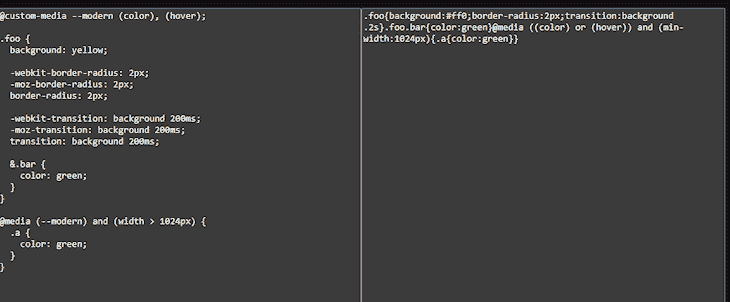 @custom-media --modern (color), (hover);
.foo {
background: yellow;
-webkit-border-radius: 2px;
-moz-border-radius: 2px;
border-radius: 2px;
-webkit-transition: background 200ms;
-moz-transition: background 200ms;
transition: background 200ms;
&.bar {
color: green;
}
}
@media (--modern) and (width > 1024px) {
.a {
color: green;
}
}
.foo{background:#ff0;border-radius:2px;transition:background
.2s}.foo.bar{color:green}@media ((color) or (hover)) and (min-
width:1024px){.a{color:green}}